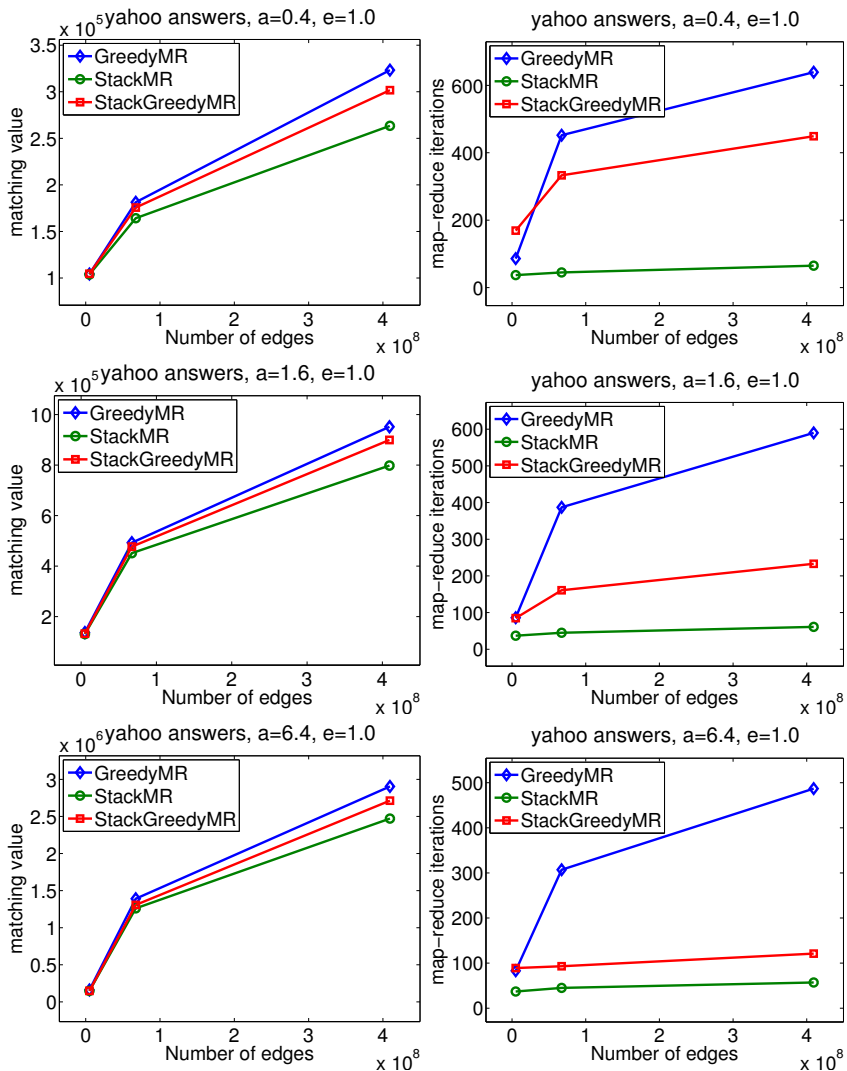 x 10^5
yahoo answers, a=0.4, e=1.0
3.5
3
2.5
2
1.5
1
matching value
GreedyMR
StackMR
StackGreedyMR
0 1 2 3 4
Number of edges
x 10^8
yahoo answers, a=0.4, e=1.0
600
400
200
0
map-reduce iterations
GreedyMR
StackMR
StackGreedyMR
0 1 2 3 4
Number of edges
x 10^8
x 10^5
yahoo answers, a=1.6, e=1.0
10
8
6
4
2
matching value
GreedyMR
StackMR
StackGreedyMR
0 1 2 3 4
Number of edges
x 10^8
yahoo answers, a=1.6, e=1.0
600
500
400
300
200
100
0
map-reduce iterations
GreedyMR
StackMR
StackGreedyMR
0 1 2 3 4
Number of edges
x 10^8
x 10^6
yahoo answers, a=6.4, e=1.0
3
2.5
2
1.5
1
0.5
0
matching value
GreedyMR
StackMR
StackGreedyMR
0 1 2 3 4
Number of edges
x 10^8
yahoo answers, a=6.4, e=1.0
500
400
300
200
100
0
map-reduce iterations
GreedyMR
StackMR
StackGreedyMR
0 1 2 3 4
Number of edges
x 10^8